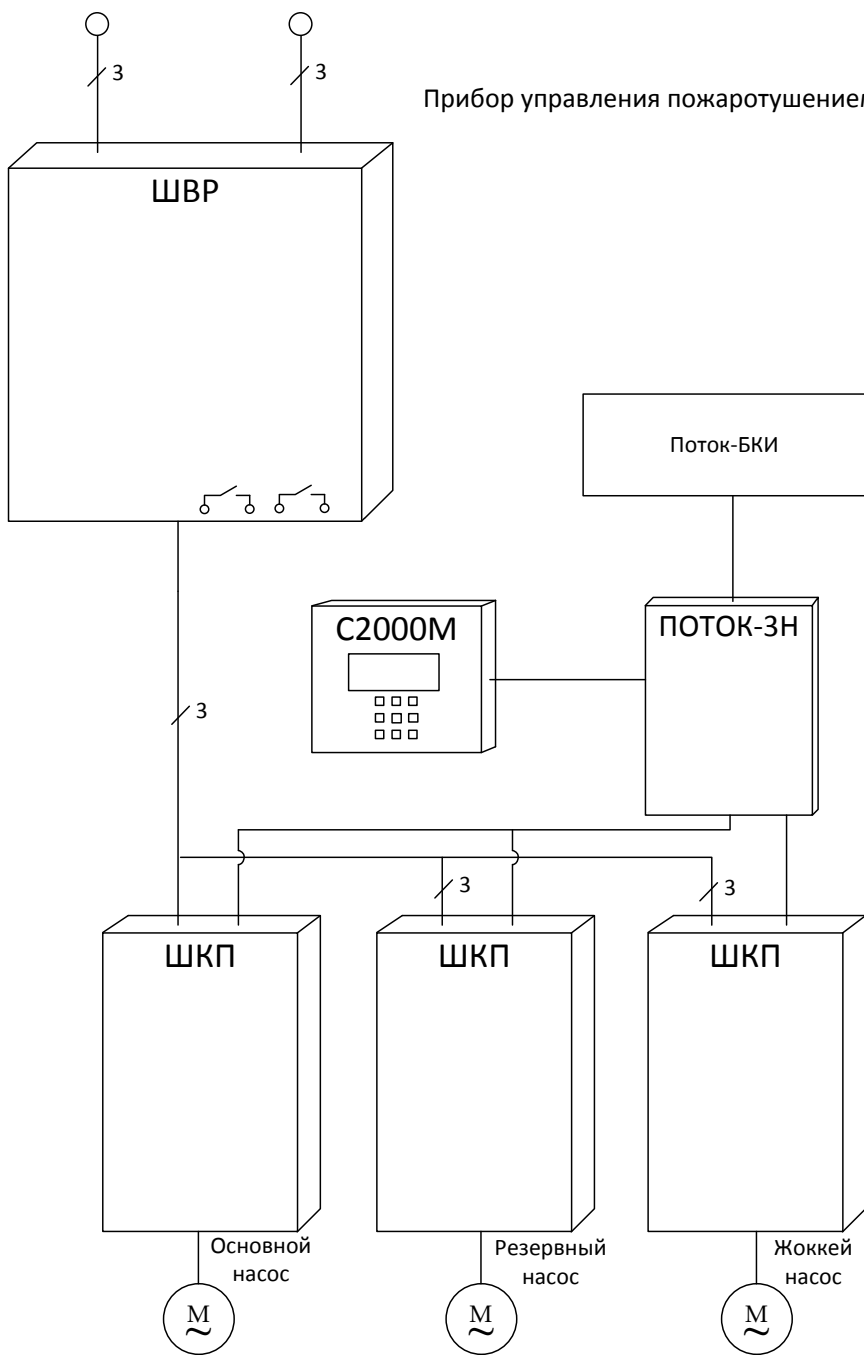 3
3
Прибор управления пожаротушением
ШВР
Поток-БКИ
С2000М
ПОТОК-3Н
3
3
3
ШКП
ШКП
ШКП
Основной
насос
Резервный
насос
Жоккей
насос
М
~
М
~
М
~